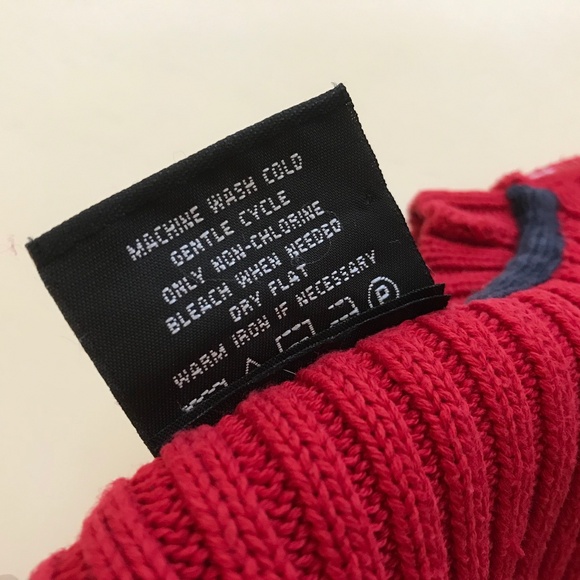 MACHINE WASH COLD
GENTLE CYCLE
ONLY NON-CHLORINE
BLEACH WHEN NEEDED
DRY FLAT
WARM IRON IF NECESSARY
P